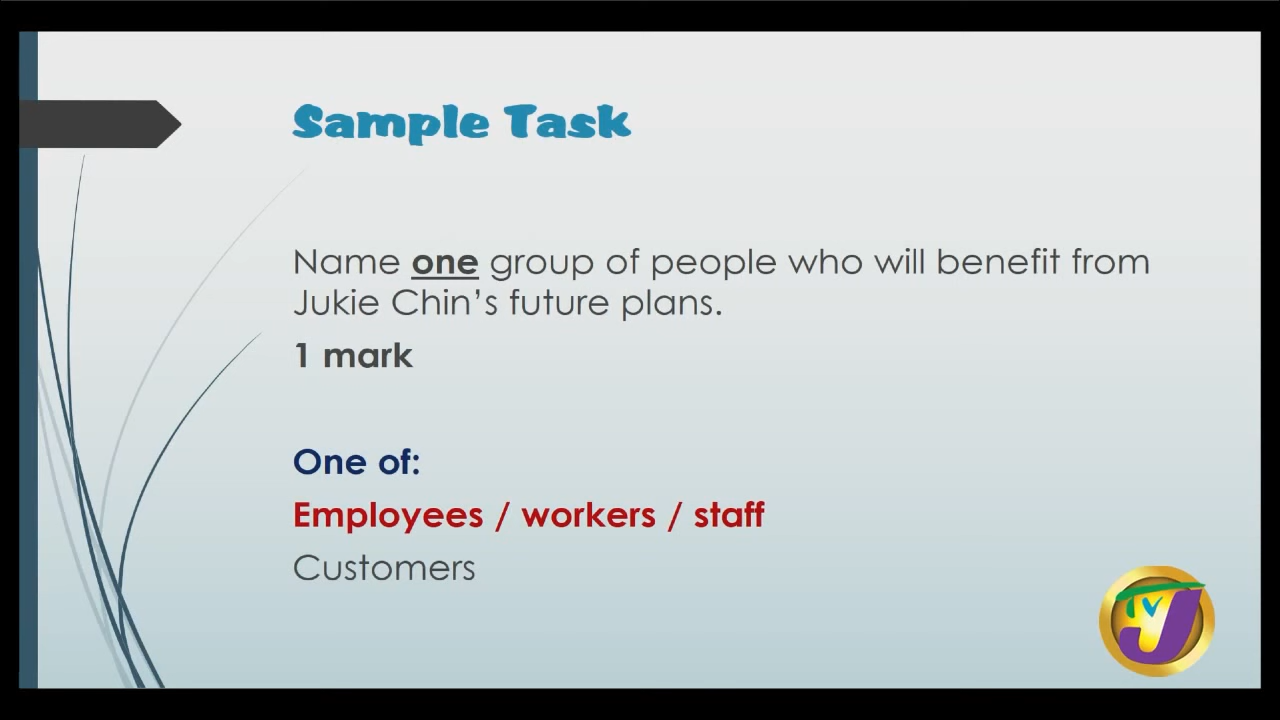 Sample Task
Name one group of people who will benefit from
Jukie Chin’s future plans.
1 mark
One of:
Employees / workers / staff
Customers
TVJ